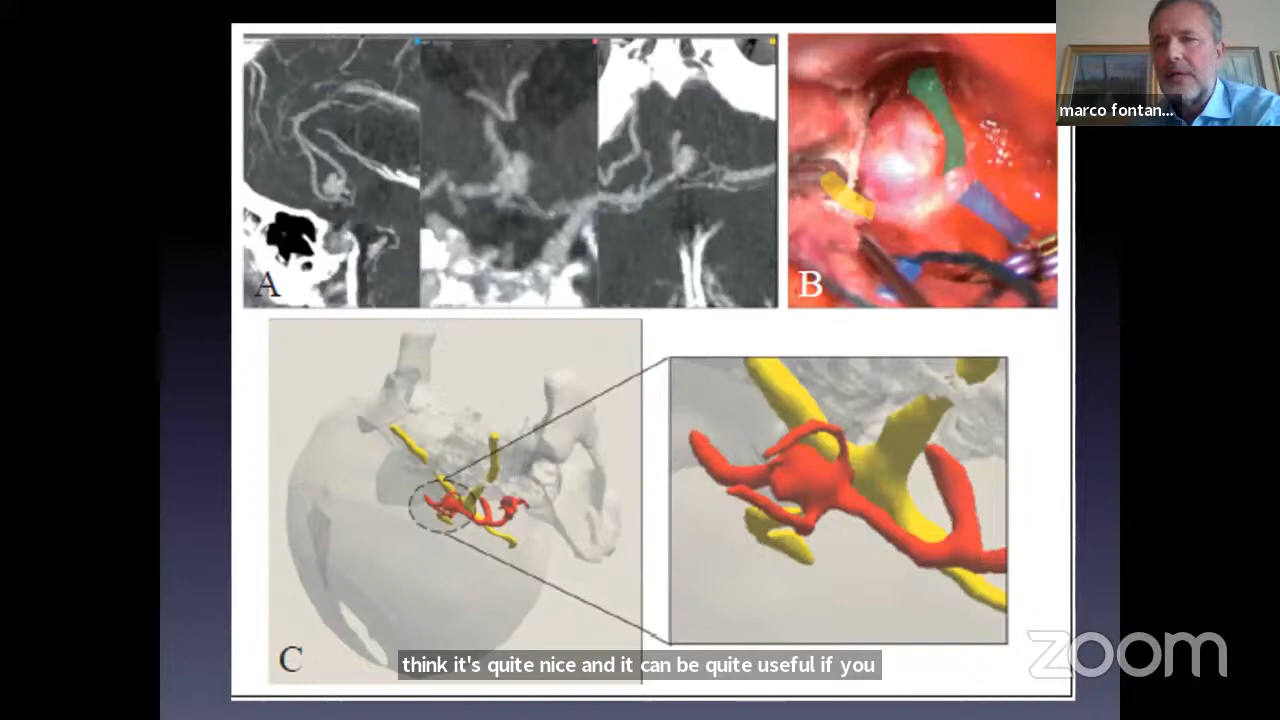 marco fontan...
A
B
C
think it's quite nice and it can be quite useful if you
zoom